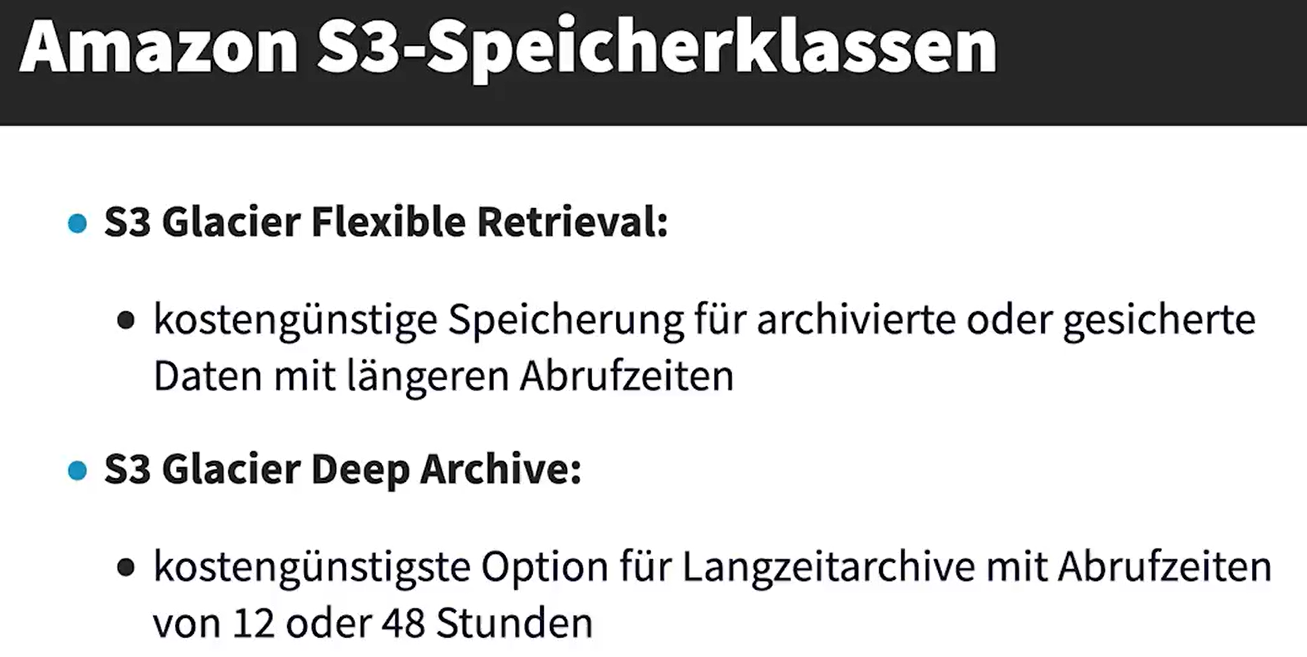 Amazon S3-Speicherklassen
• S3 Glacier Flexible Retrieval:
• kostengünstige Speicherung für archivierte oder gesicherte
Daten mit längeren Abrufzeiten
• S3 Glacier Deep Archive:
• kostengünstigste Option für Langzeitarchive mit Abrufzeiten
von 12 oder 48 Stunden